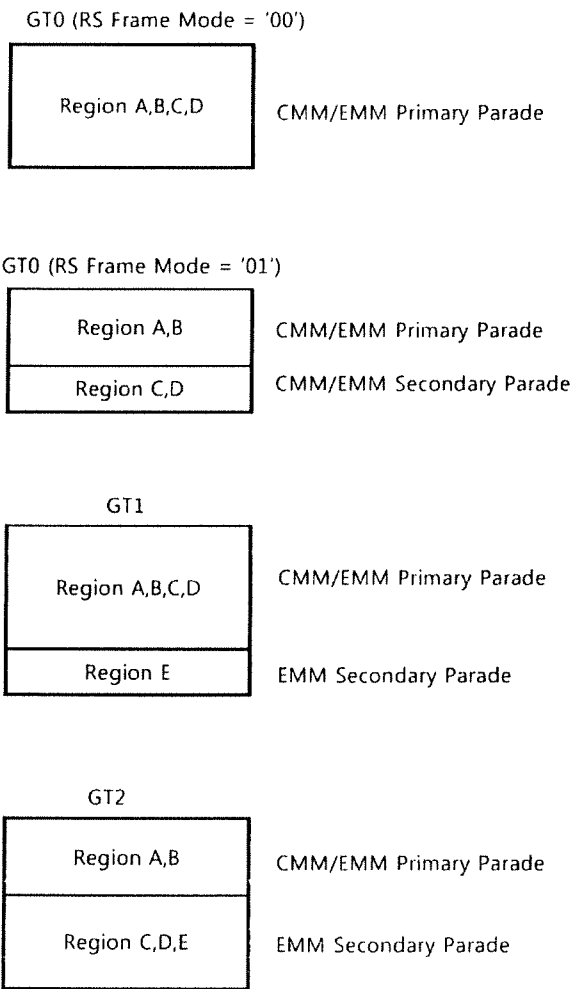 GT0 (RS Frame Mode = '00')
Region A,B,C,D
CMM/EMM Primary Parade
GT0 (RS Frame Mode = '01')
Region A,B
CMM/EMM Primary Parade
Region C,D
CMM/EMM Secondary Parade
GT1
Region A,B,C,D
CMM/EMM Primary Parade
Region E
EMM Secondary Parade
GT2
Region A,B
CMM/EMM Primary Parade
Region C,D,E
EMM Secondary Parade